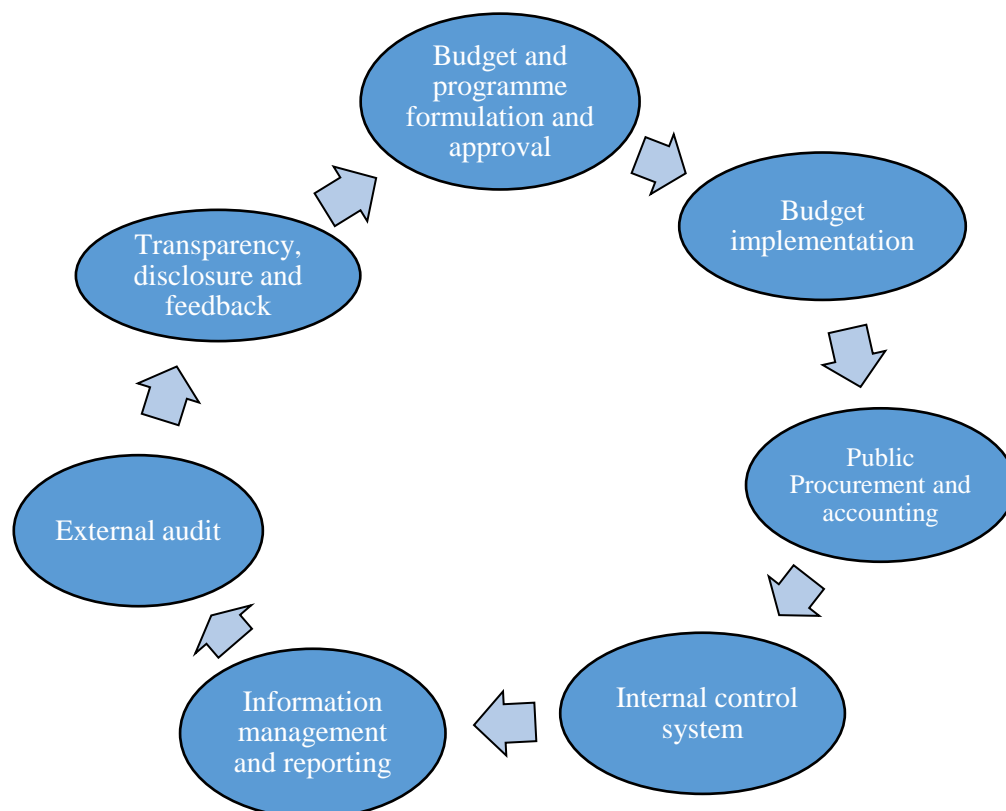 Budget and
programme
formulation and
approval
Budget
implementation
Public
Procurement and
accounting
Internal control
system
Information
management
and reporting
External audit
Transparency,
disclosure and
feedback